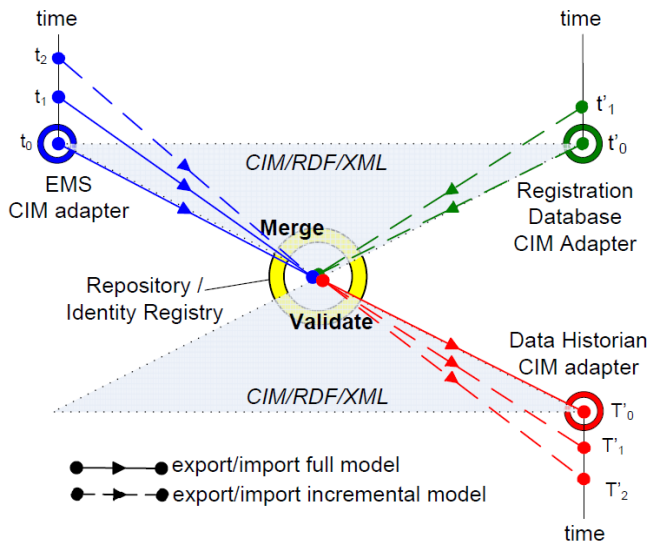 time
time
t2
t1
t0
t'1
t'0
CIM/RDF/XML
EMS
CIM adapter
Registration
Database
CIM Adapter
Merge
Repository /
Identity Registry
Validate
Data Historian
CIM adapter
CIM/RDF/XML
T'0
T'1
T'2
export/import full model
export/import incremental model
time